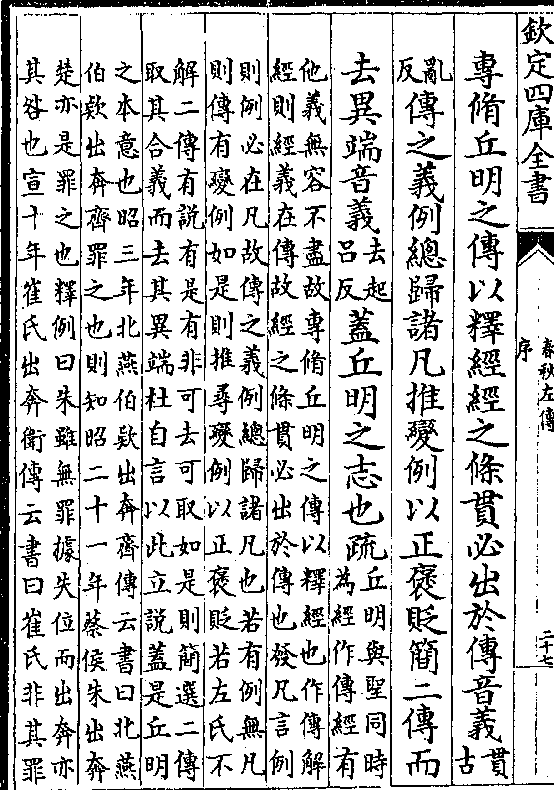 欽定四庫全書
春秋左傳
序
二十七
專脩丘明之傳以釋經經之條貫必出於傳音義貫古
亂反傳之義例總歸諸凡推變例以正褒貶簡二傳而
去異端音義去起呂反蓋丘明之志也疏丘明與聖同時為經作傳經有
他義無容不盡故專脩丘明之傳以釋經也作傳解
經則經義在傳故經之條貫必出於傳也發凡言例
則例必在凡故傳之義例總歸諸凡也若有例無凡
則傳有變例如是則推尋變例以正褒貶若左氏不
解二傳有說有是有非可去可取如是則簡選二傳
取其合義而去其異端杜自言以此立說蓋是丘明
之本意也昭三年北燕伯欵出奔齊傳云書曰北燕
伯欵出奔齊罪之也則知昭二十一年蔡侯朱出奔
楚亦是罪之也釋例曰朱雖無罪據失位而出奔亦
其咎也宣十年崔氏出奔衛傳云書曰崔氏非其罪